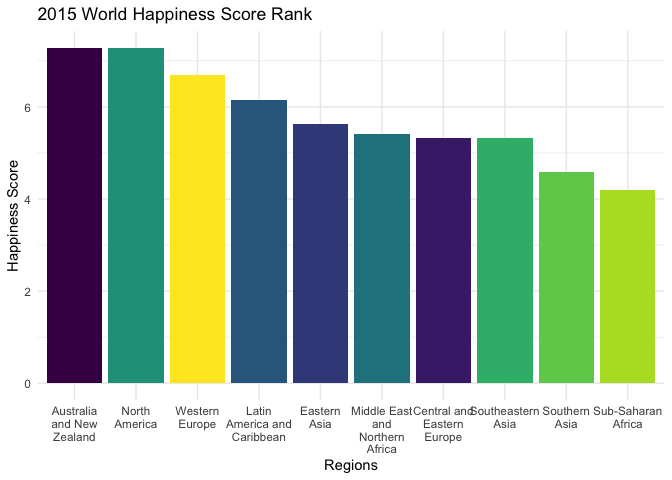 2015 World Happiness Score Rank
Happiness Score
6
4
2
0
Australia
and New
Zealand
North
America
Western
Europe
Latin
America and
Caribbean
Eastern
Asia
Middle East
and
Northern
Africa
Central and
Eastern
Europe
Southeastern
Asia
Southern
Asia
Sub-Saharan
Africa
Regions